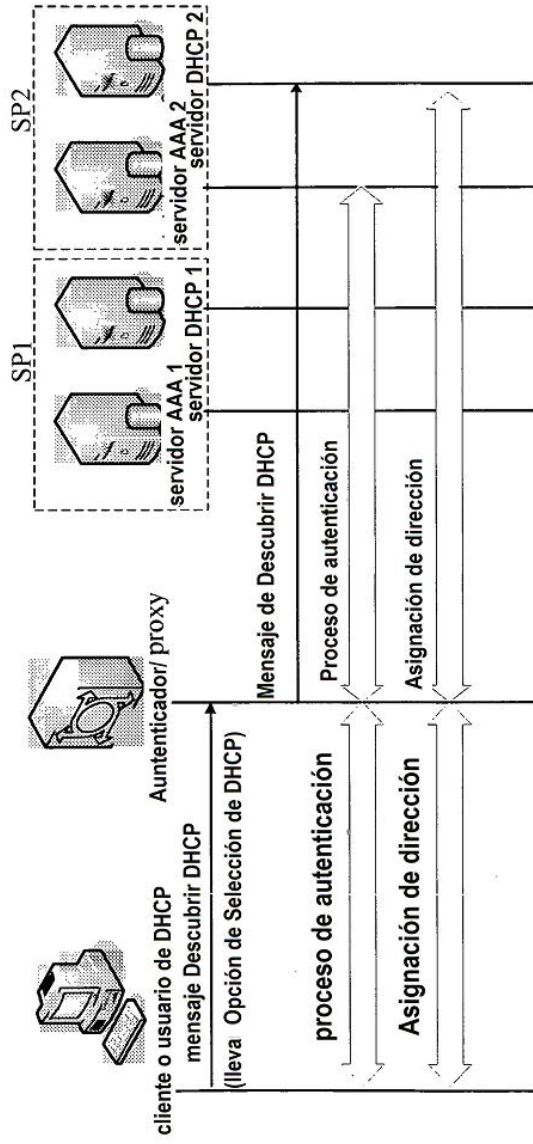 SP1
SP2
servidor AAA 1
servidor DHCP 1
servidor AAA 2
servidor DHCP 2
Auntenticador/ proxy
cliente o usuario de DHCP
mensaje Descubrir DHCP
(lleva Opción de Selección de DHCP)
Mensaje de Descubrir DHCP
proceso de autenticación
Proceso de autenticación
Asignación de dirección
Asignación de dirección